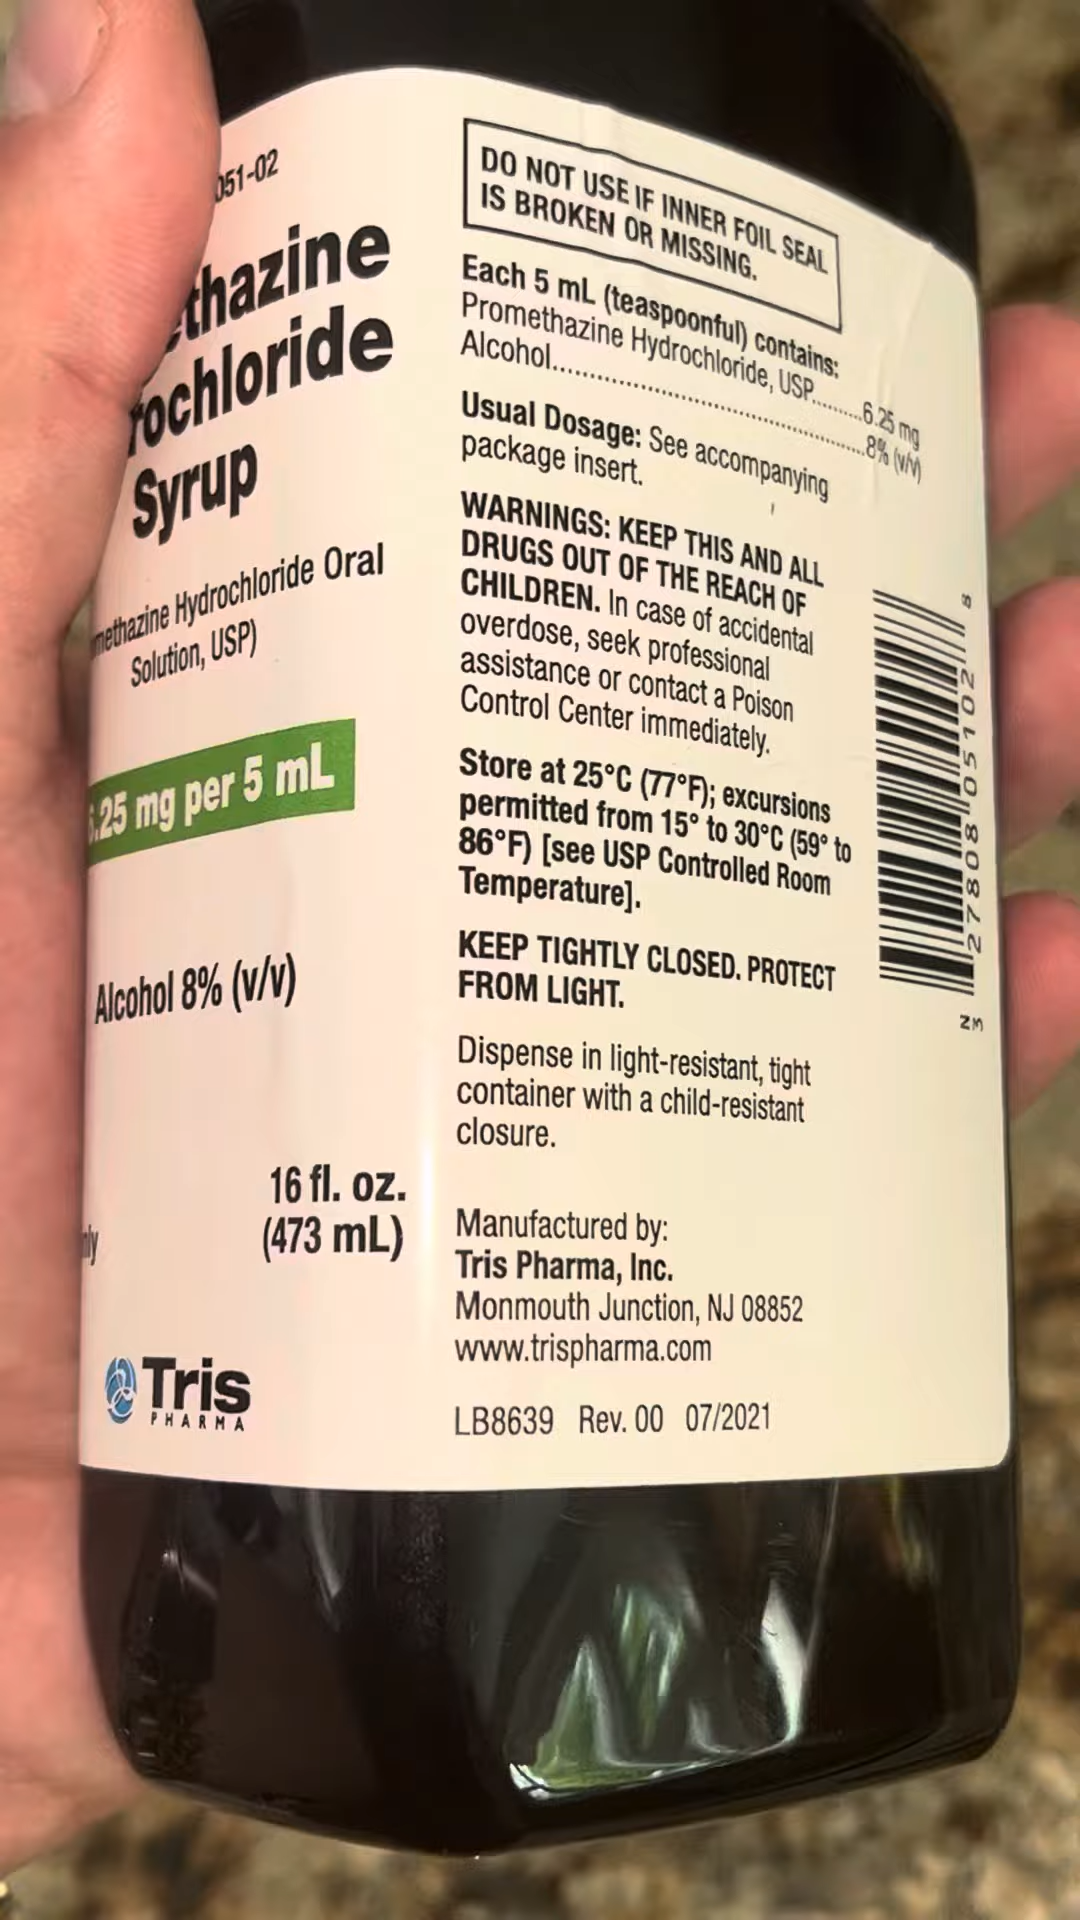 051-02
thazine
rochloride
Syrup
methazine Hydrochloride Oral
Solution, USP)
.25 mg per 5 mL
Alcohol 8% (v/v)
16 fl. oz.
(473 mL)
Tris
PHARMA
DO NOT USE IF INNER FOIL SEAL
IS BROKEN OR MISSING.
Each 5 mL (teaspoonful) contains:
Promethazine Hydrochloride, USP..........6.25 mg
Alcohol..........................................................8% (v/v)
Usual Dosage: See accompanying
package insert.
WARNINGS: KEEP THIS AND ALL
DRUGS OUT OF THE REACH OF
CHILDREN. In case of accidental
overdose, seek professional
assistance or contact a Poison
Control Center immediately.
Store at 25°C (77°F); excursions
permitted from 15° to 30°C (59° to
86°F) [see USP Controlled Room
Temperature].
KEEP TIGHTLY CLOSED. PROTECT
FROM LIGHT.
Dispense in light-resistant, tight
container with a child-resistant
closure.
Manufactured by:
Tris Pharma, Inc.
Monmouth Junction, NJ 08852
www.trispharma.com
LB8639 Rev. 00 07/2021
N3 27808 05102 8